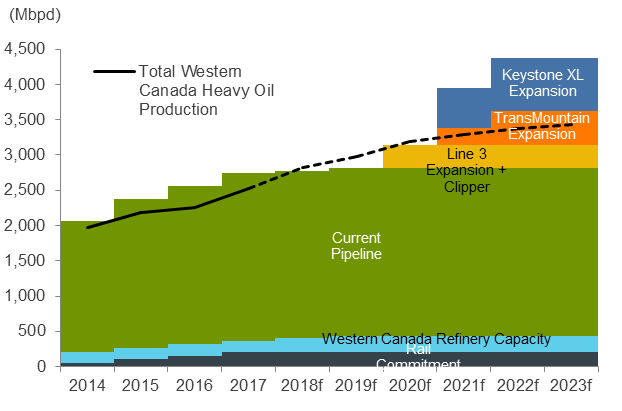 (Mbpd)
4,500
4,000
3,500
3,000
2,500
2,000
1,500
1,000
500
0
Total Western
Canada Heavy Oil
Production
Keystone XL
Expansion
TransMountain
Expansion
Line 3
Expansion +
Clipper
Current
Pipeline
Western Canada Refinery Capacity
Rail
Commitment
2014 2015 2016 2017 2018f 2019f 2020f 2021f 2022f 2023f